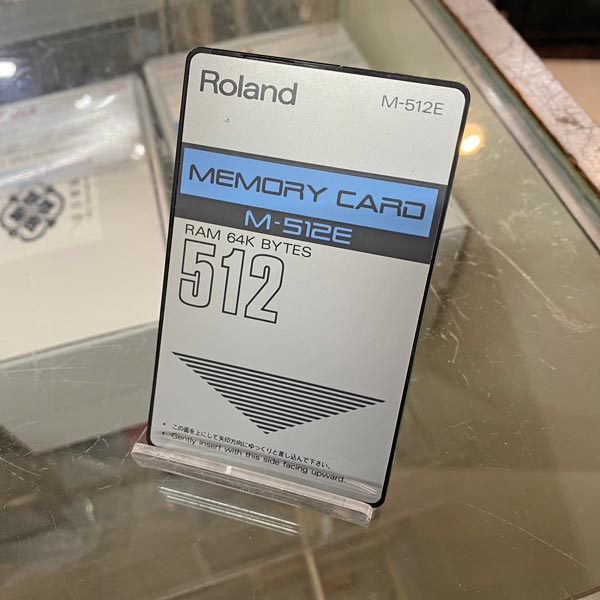 Roland
M-512E
MEMORY CARD
M-512E
RAM 64K BYTES
512
• この面を上にして矢印方向にゆっくりと差し込んで下さい。
• Gently insert with this side facing upward.